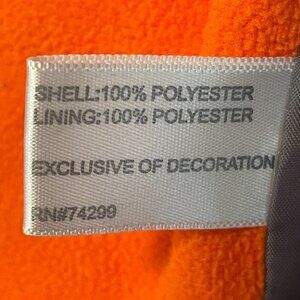 SHELL:100% POLYESTER
LINING:100% POLYESTER
EXCLUSIVE OF DECORATION
RN#74299